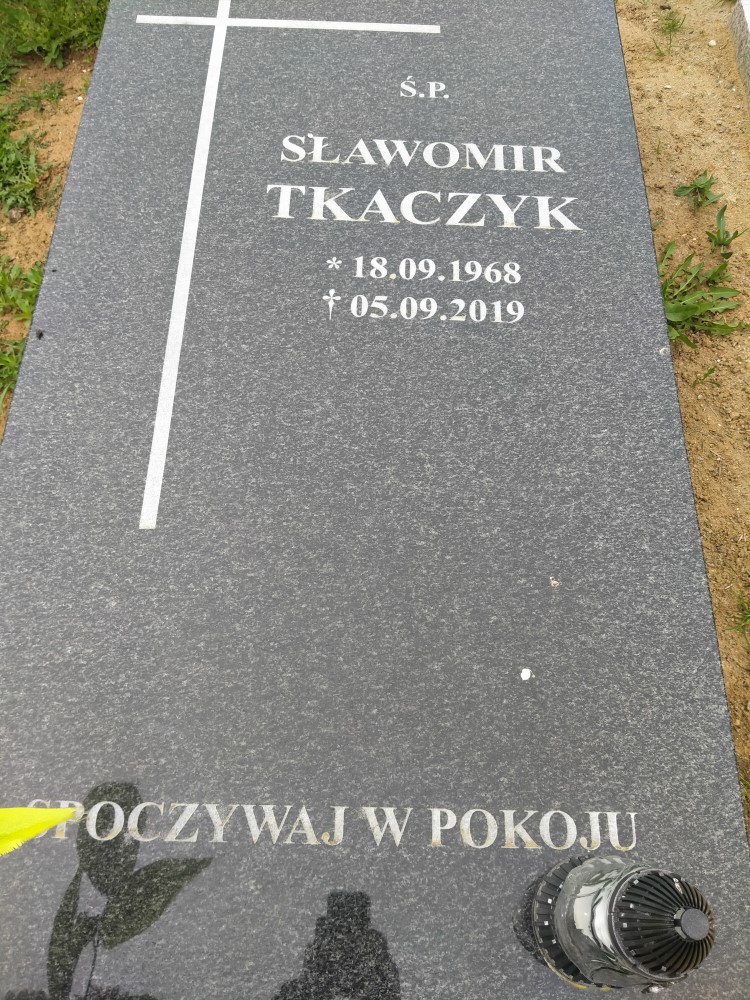 Ś.P.
SŁAWOMIR
TKACZYK
* 18.09.1968
† 05.09.2019
SPOCZYWAJ W POKOJU